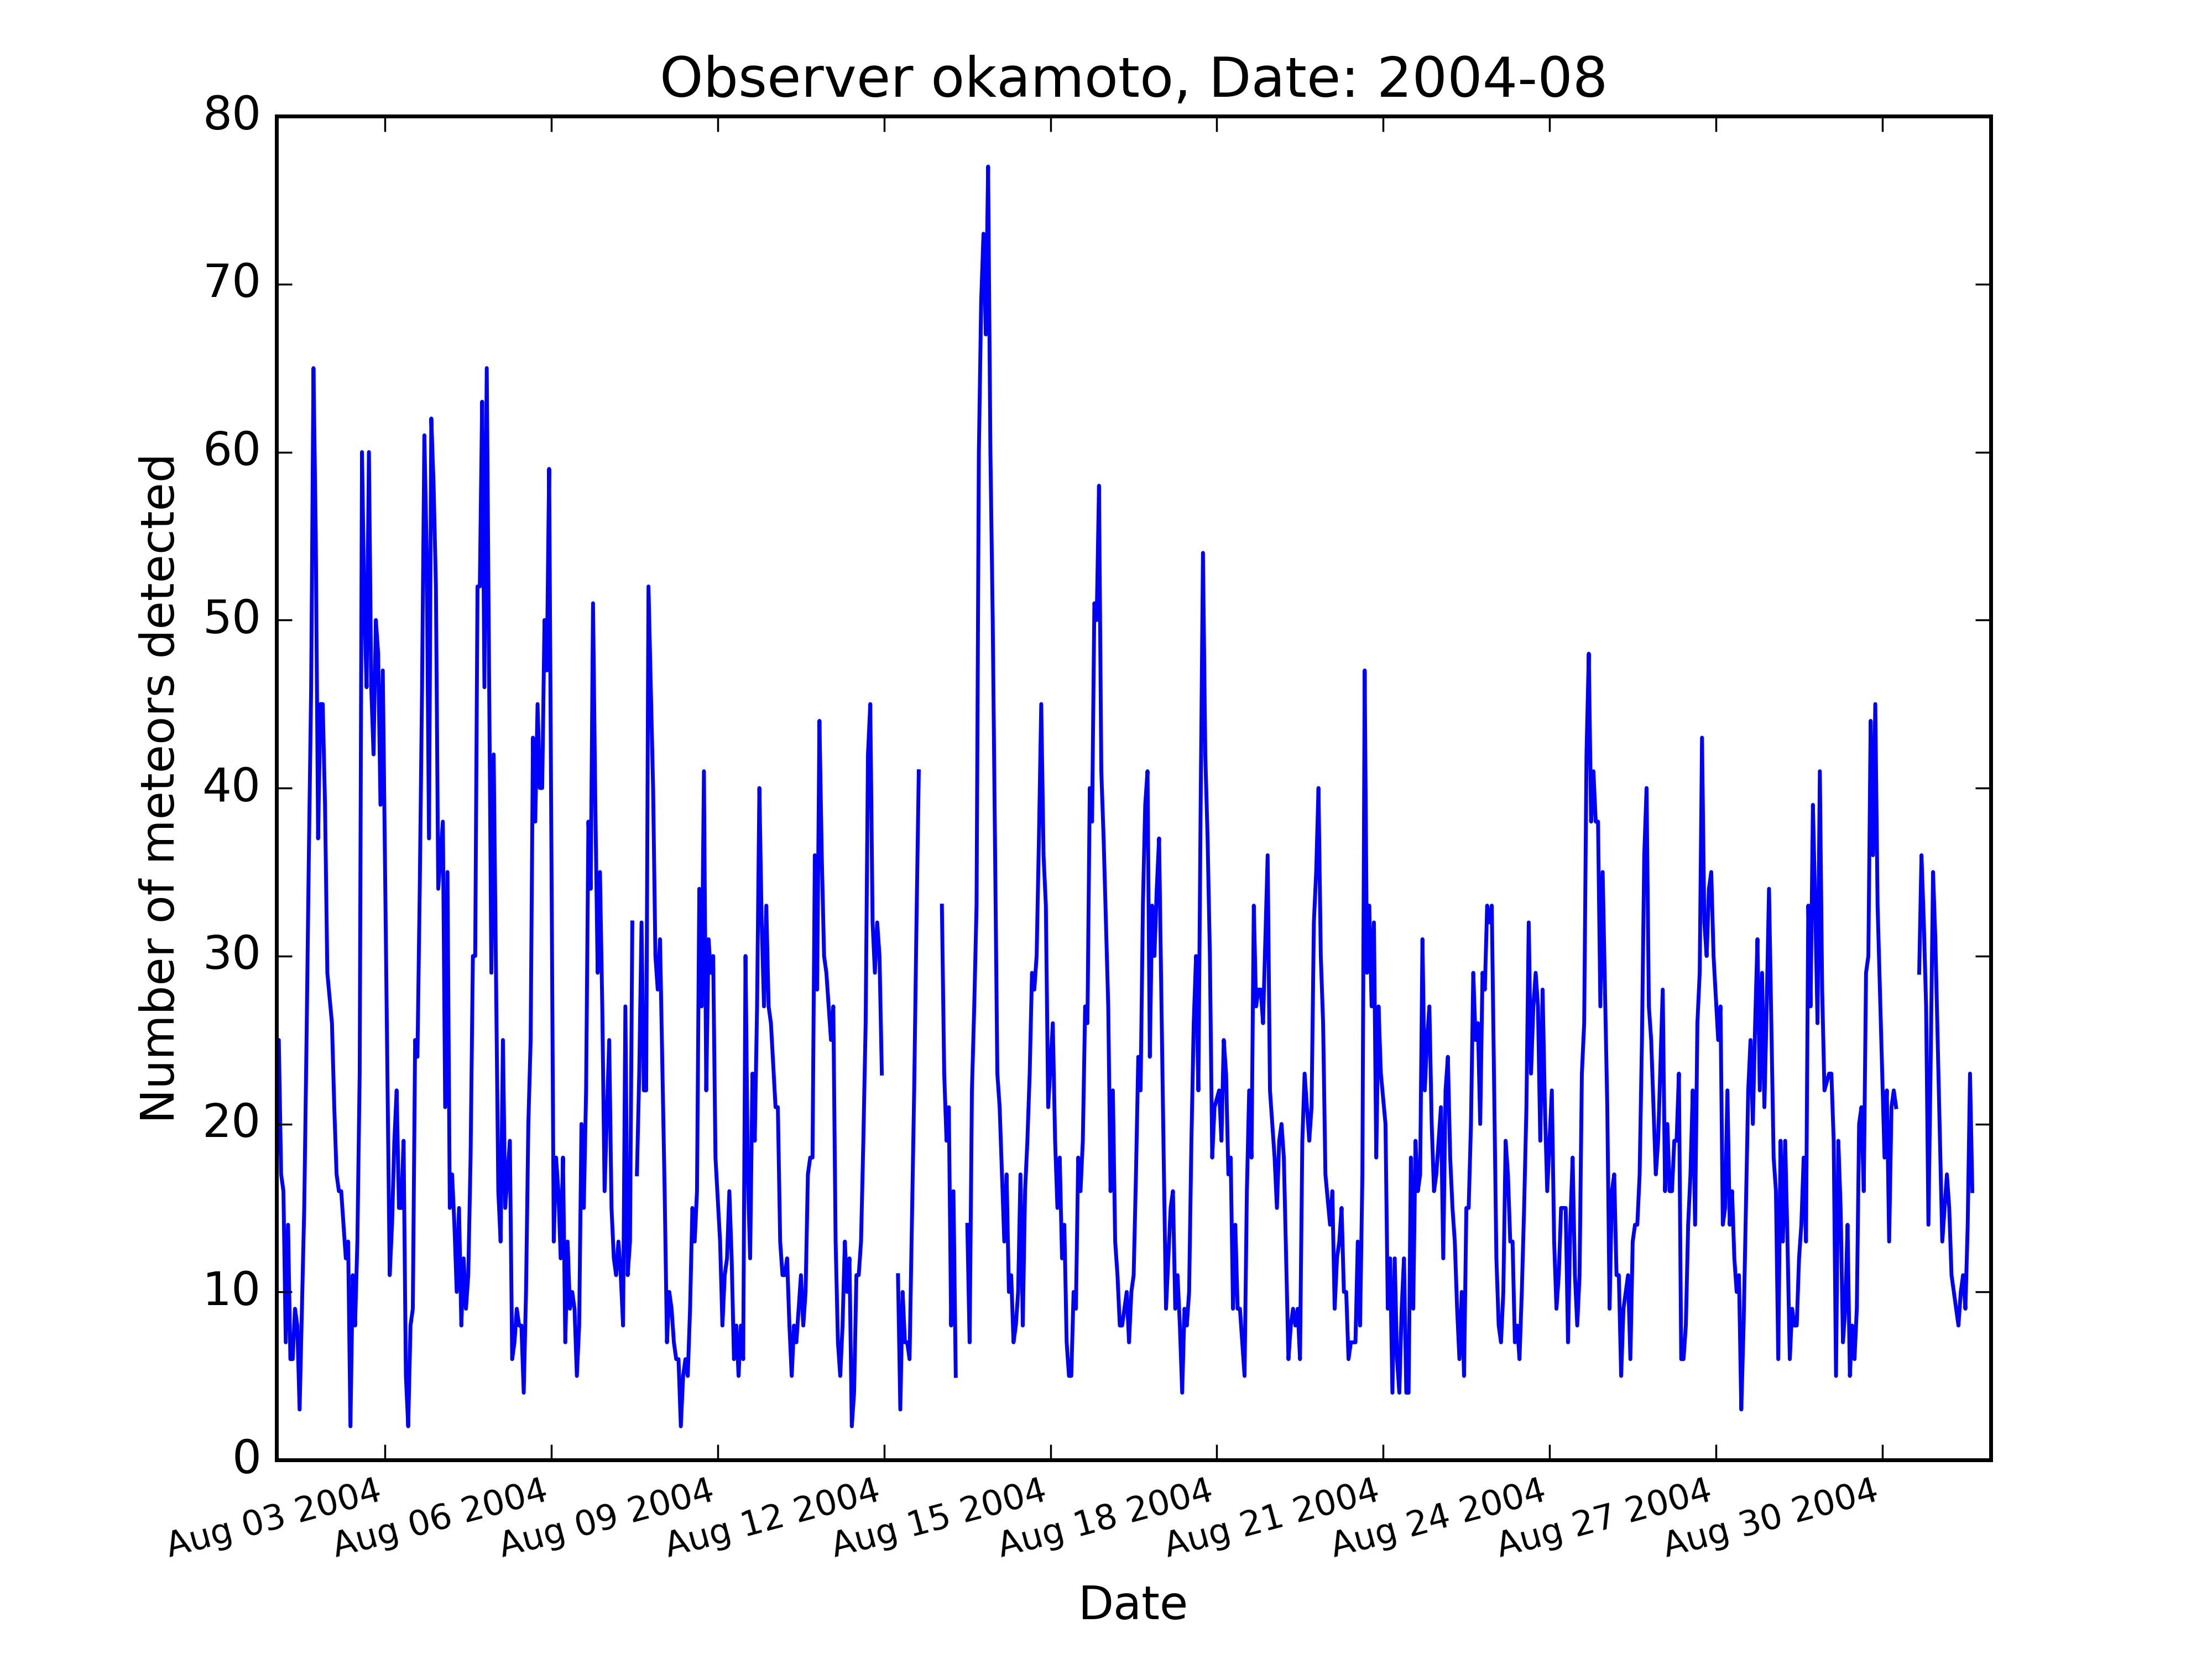 Observer okamoto, Date: 2004-08
Number of meteors detected
80
70
60
50
40
30
20
10
0
Aug 03 2004
Aug 06 2004
Aug 09 2004
Aug 12 2004
Aug 15 2004
Aug 18 2004
Aug 21 2004
Aug 24 2004
Aug 27 2004
Aug 30 2004
Date